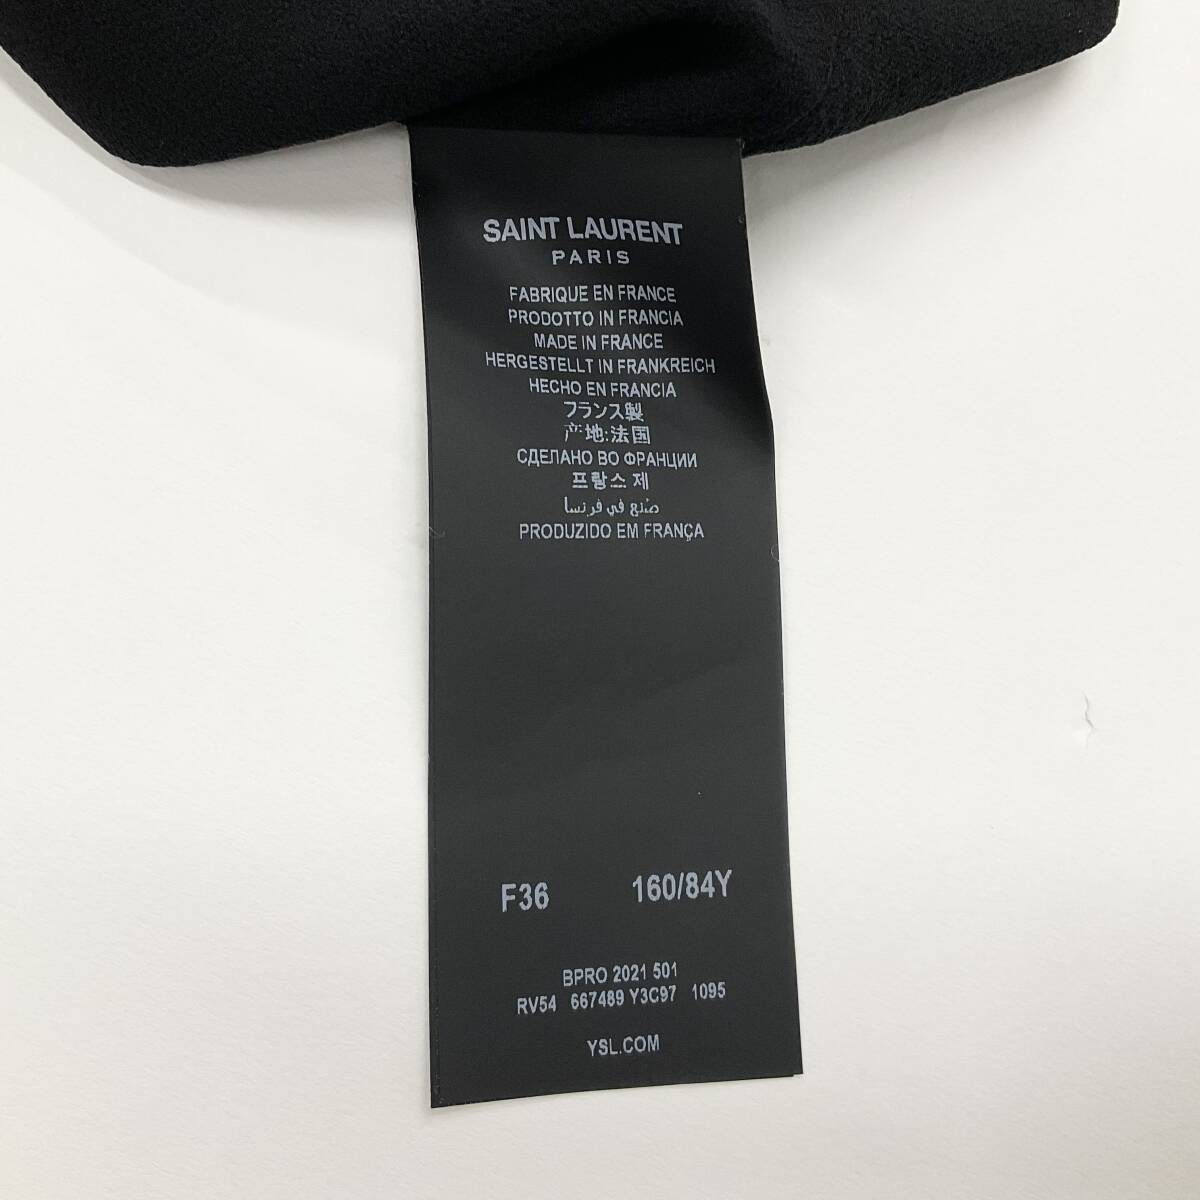 SAINT LAURENT
PARIS
FABRIQUE EN FRANCE
PRODOTTO IN FRANCIA
MADE IN FRANCE
HERGESTELLT IN FRANKREICH
HECHO EN FRANCIA
フランス製
产地:法国
СДЕЛАНО ВО ФРАНЦИИ
프랑스 제
صنع في فرنسا
PRODUZIDO EM FRANÇA
F36 160/84Y
BPRO 2021 501
RV54 667489 Y3C97 1095
YSL.COM